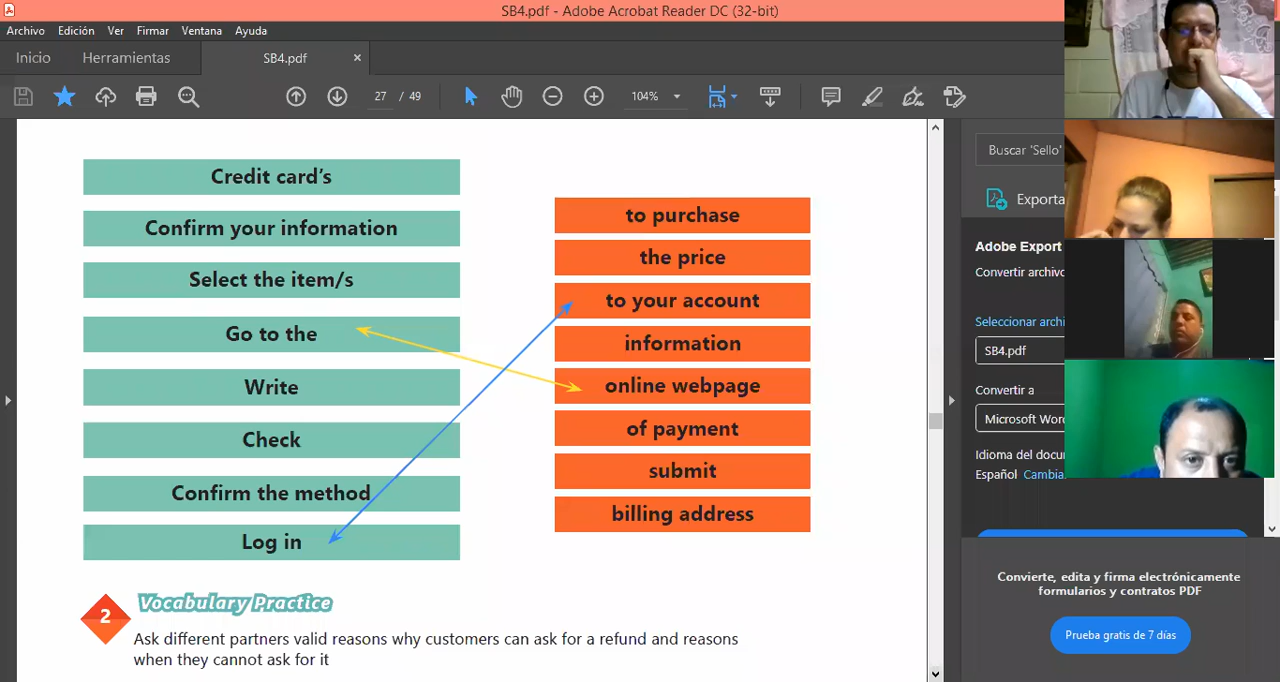 SB4.pdf - Adobe Acrobat Reader DC (32-bit)
Archivo Edición Ver Firmar Ventana Ayuda
Inicio Herramientas SB4.pdf ×
27 / 49 104%
Credit card's
Confirm your information
Select the item/s
Go to the
Write
Check
Confirm the method
Log in
to purchase
the price
to your account
information
online webpage
of payment
submit
billing address
2 Vocabulary Practice
Ask different partners valid reasons why customers can ask for a refund and reasons
when they cannot ask for it
Buscar 'Sello'
Exporta
Adobe Export
Convertir archivo
Seleccionar archi
SB4.pdf
Convertir a
Microsoft Word
Idioma del docu
Español Cambia
Convierte, edita y firma electrónicamente
formularios y contratos PDF
Prueba gratis de 7 días